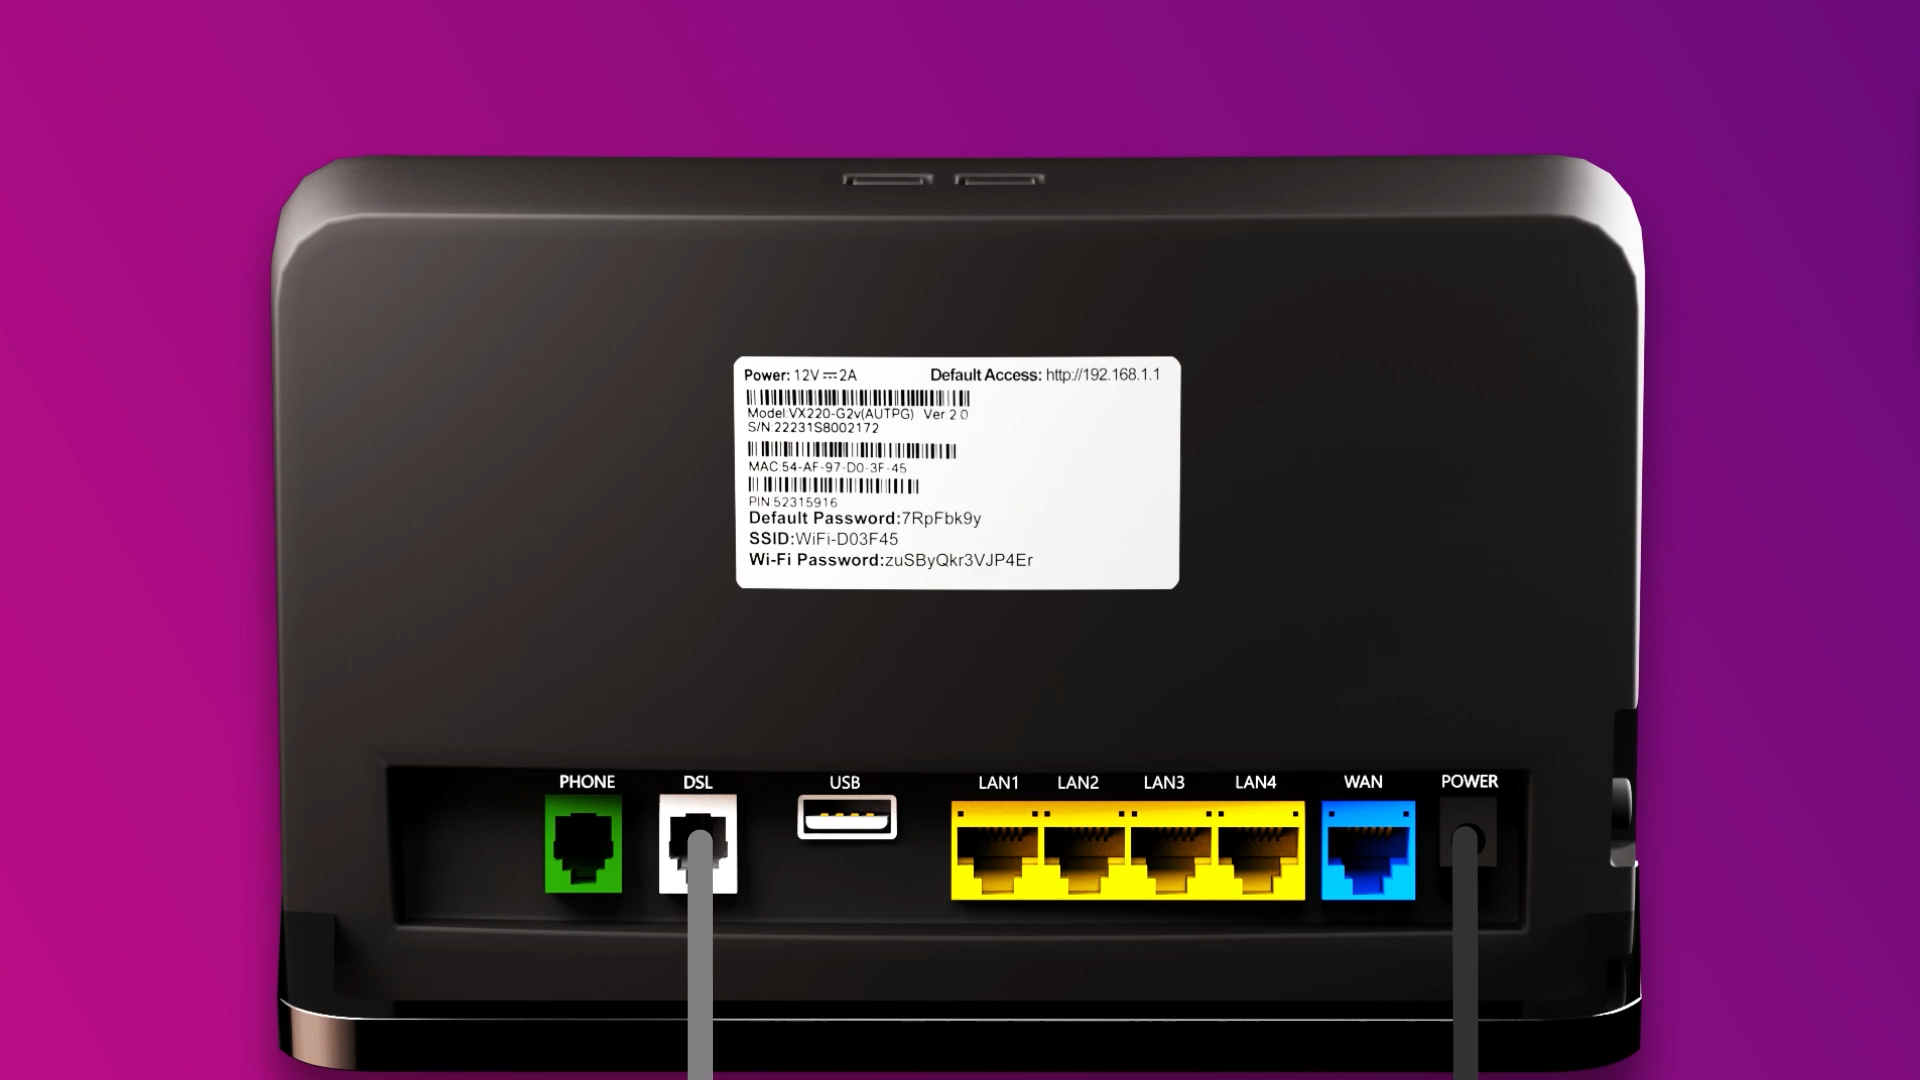 Power: 12V⎓2A Default Access: http://192.168.1.1
Model:VX220-G2v(AUTPG) Ver 2.0
S/N:22231S8002172
MAC:54-AF-97-D0-3F-45
PIN:52315916
Default Password:7RpFbk9y
SSID:WiFi-D03F45
Wi-Fi Password:zuSByQkr3VJP4Er
PHONE DSL USB LAN1 LAN2 LAN3 LAN4 WAN POWER